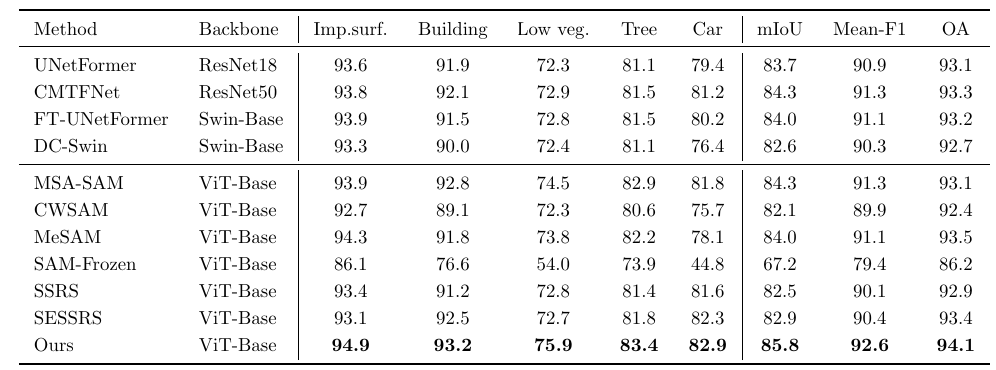 Method Backbone Imp.surf. Building Low veg. Tree Car mIoU Mean-F1 OA
UNetFormer ResNet18 93.6 91.9 72.3 81.1 79.4 83.7 90.9 93.1
CMTFNet ResNet50 93.8 92.1 72.9 81.5 81.2 84.3 91.3 93.3
FT-UNetFormer Swin-Base 93.9 91.5 72.8 81.5 80.2 84.0 91.1 93.2
DC-Swin Swin-Base 93.3 90.0 72.4 81.1 76.4 82.6 90.3 92.7
MSA-SAM ViT-Base 93.9 92.8 74.5 82.9 81.8 84.3 91.3 93.1
CWSAM ViT-Base 92.7 89.1 72.3 80.6 75.7 82.1 89.9 92.4
MeSAM ViT-Base 94.3 91.8 73.8 82.2 78.1 84.0 91.1 93.5
SAM-Frozen ViT-Base 86.1 76.6 54.0 73.9 44.8 67.2 79.4 86.2
SSRS ViT-Base 93.4 91.2 72.8 81.4 81.6 82.5 90.1 92.9
SESSRS ViT-Base 93.1 92.5 72.7 81.8 82.3 82.9 90.4 93.4
Ours ViT-Base 94.9 93.2 75.9 83.4 82.9 85.8 92.6 94.1